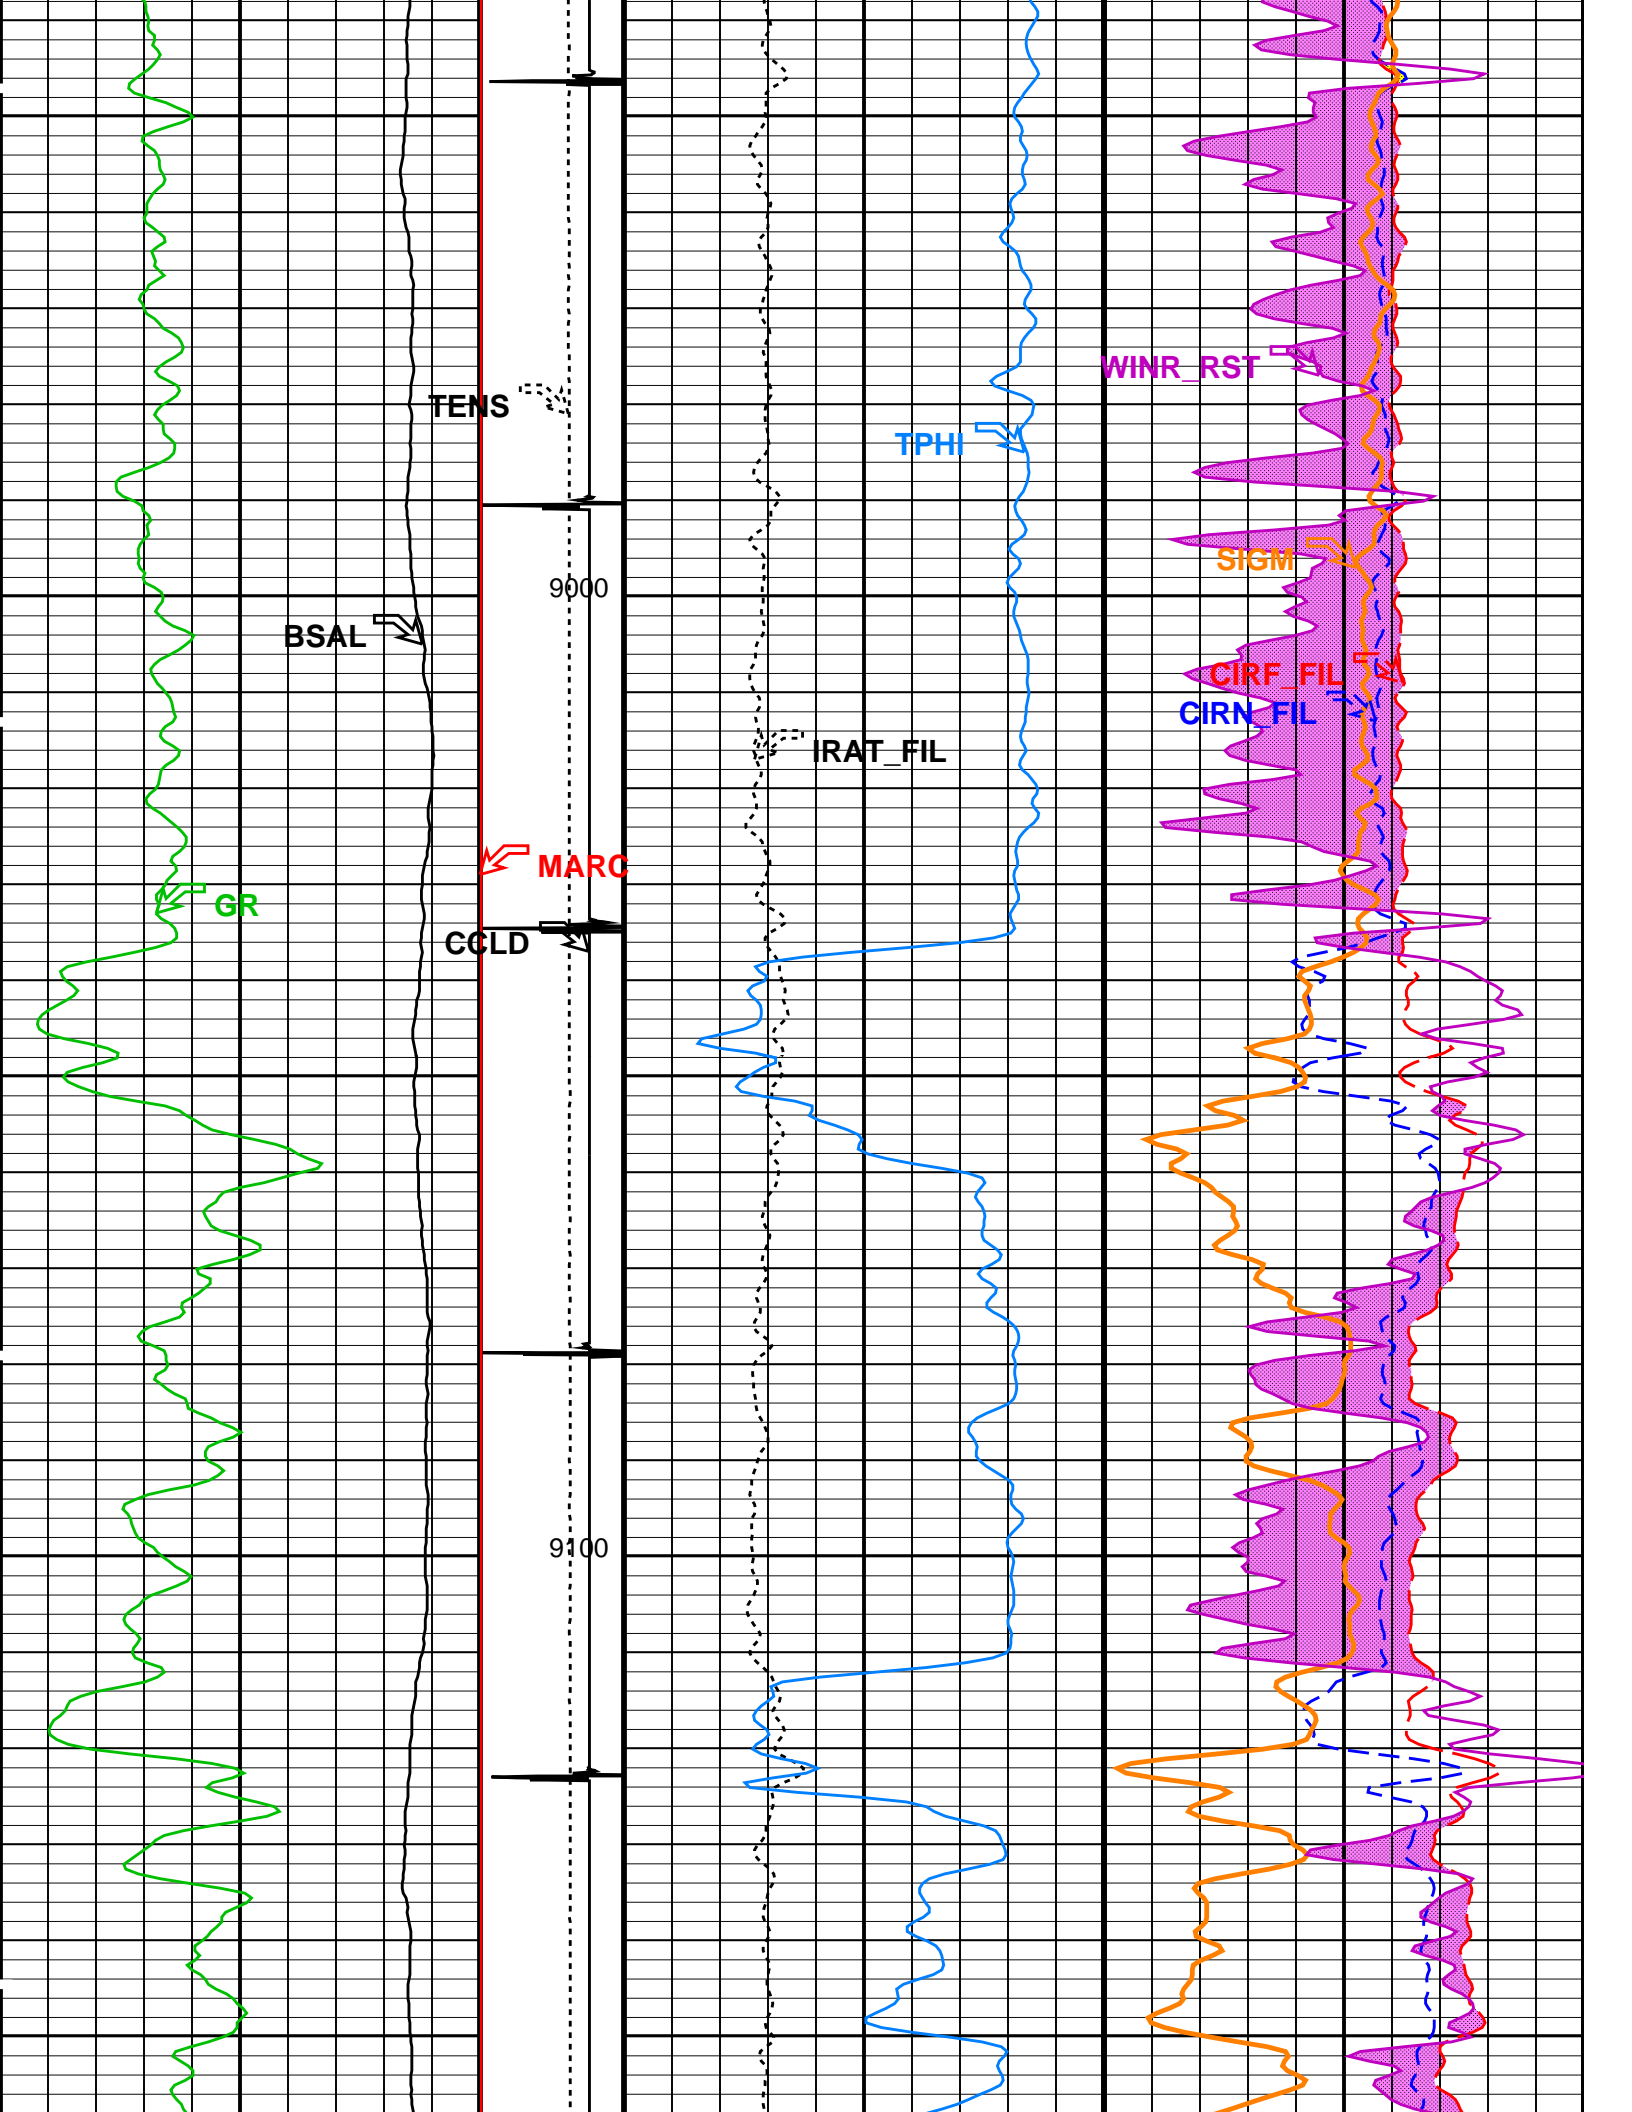 WINR_RST
TENS
TPHI
SIGM
9000
BSAL
CIRF_FIL
CIRN_FIL
IRAT_FIL
MARC
GR
CCLD
9100